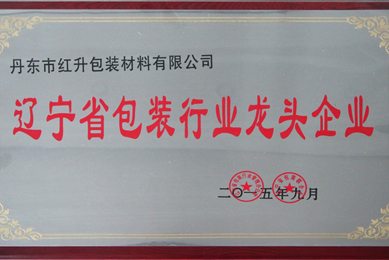 丹东市红升包装材料有限公司
辽宁省包装行业龙头企业
二〇一五年九月